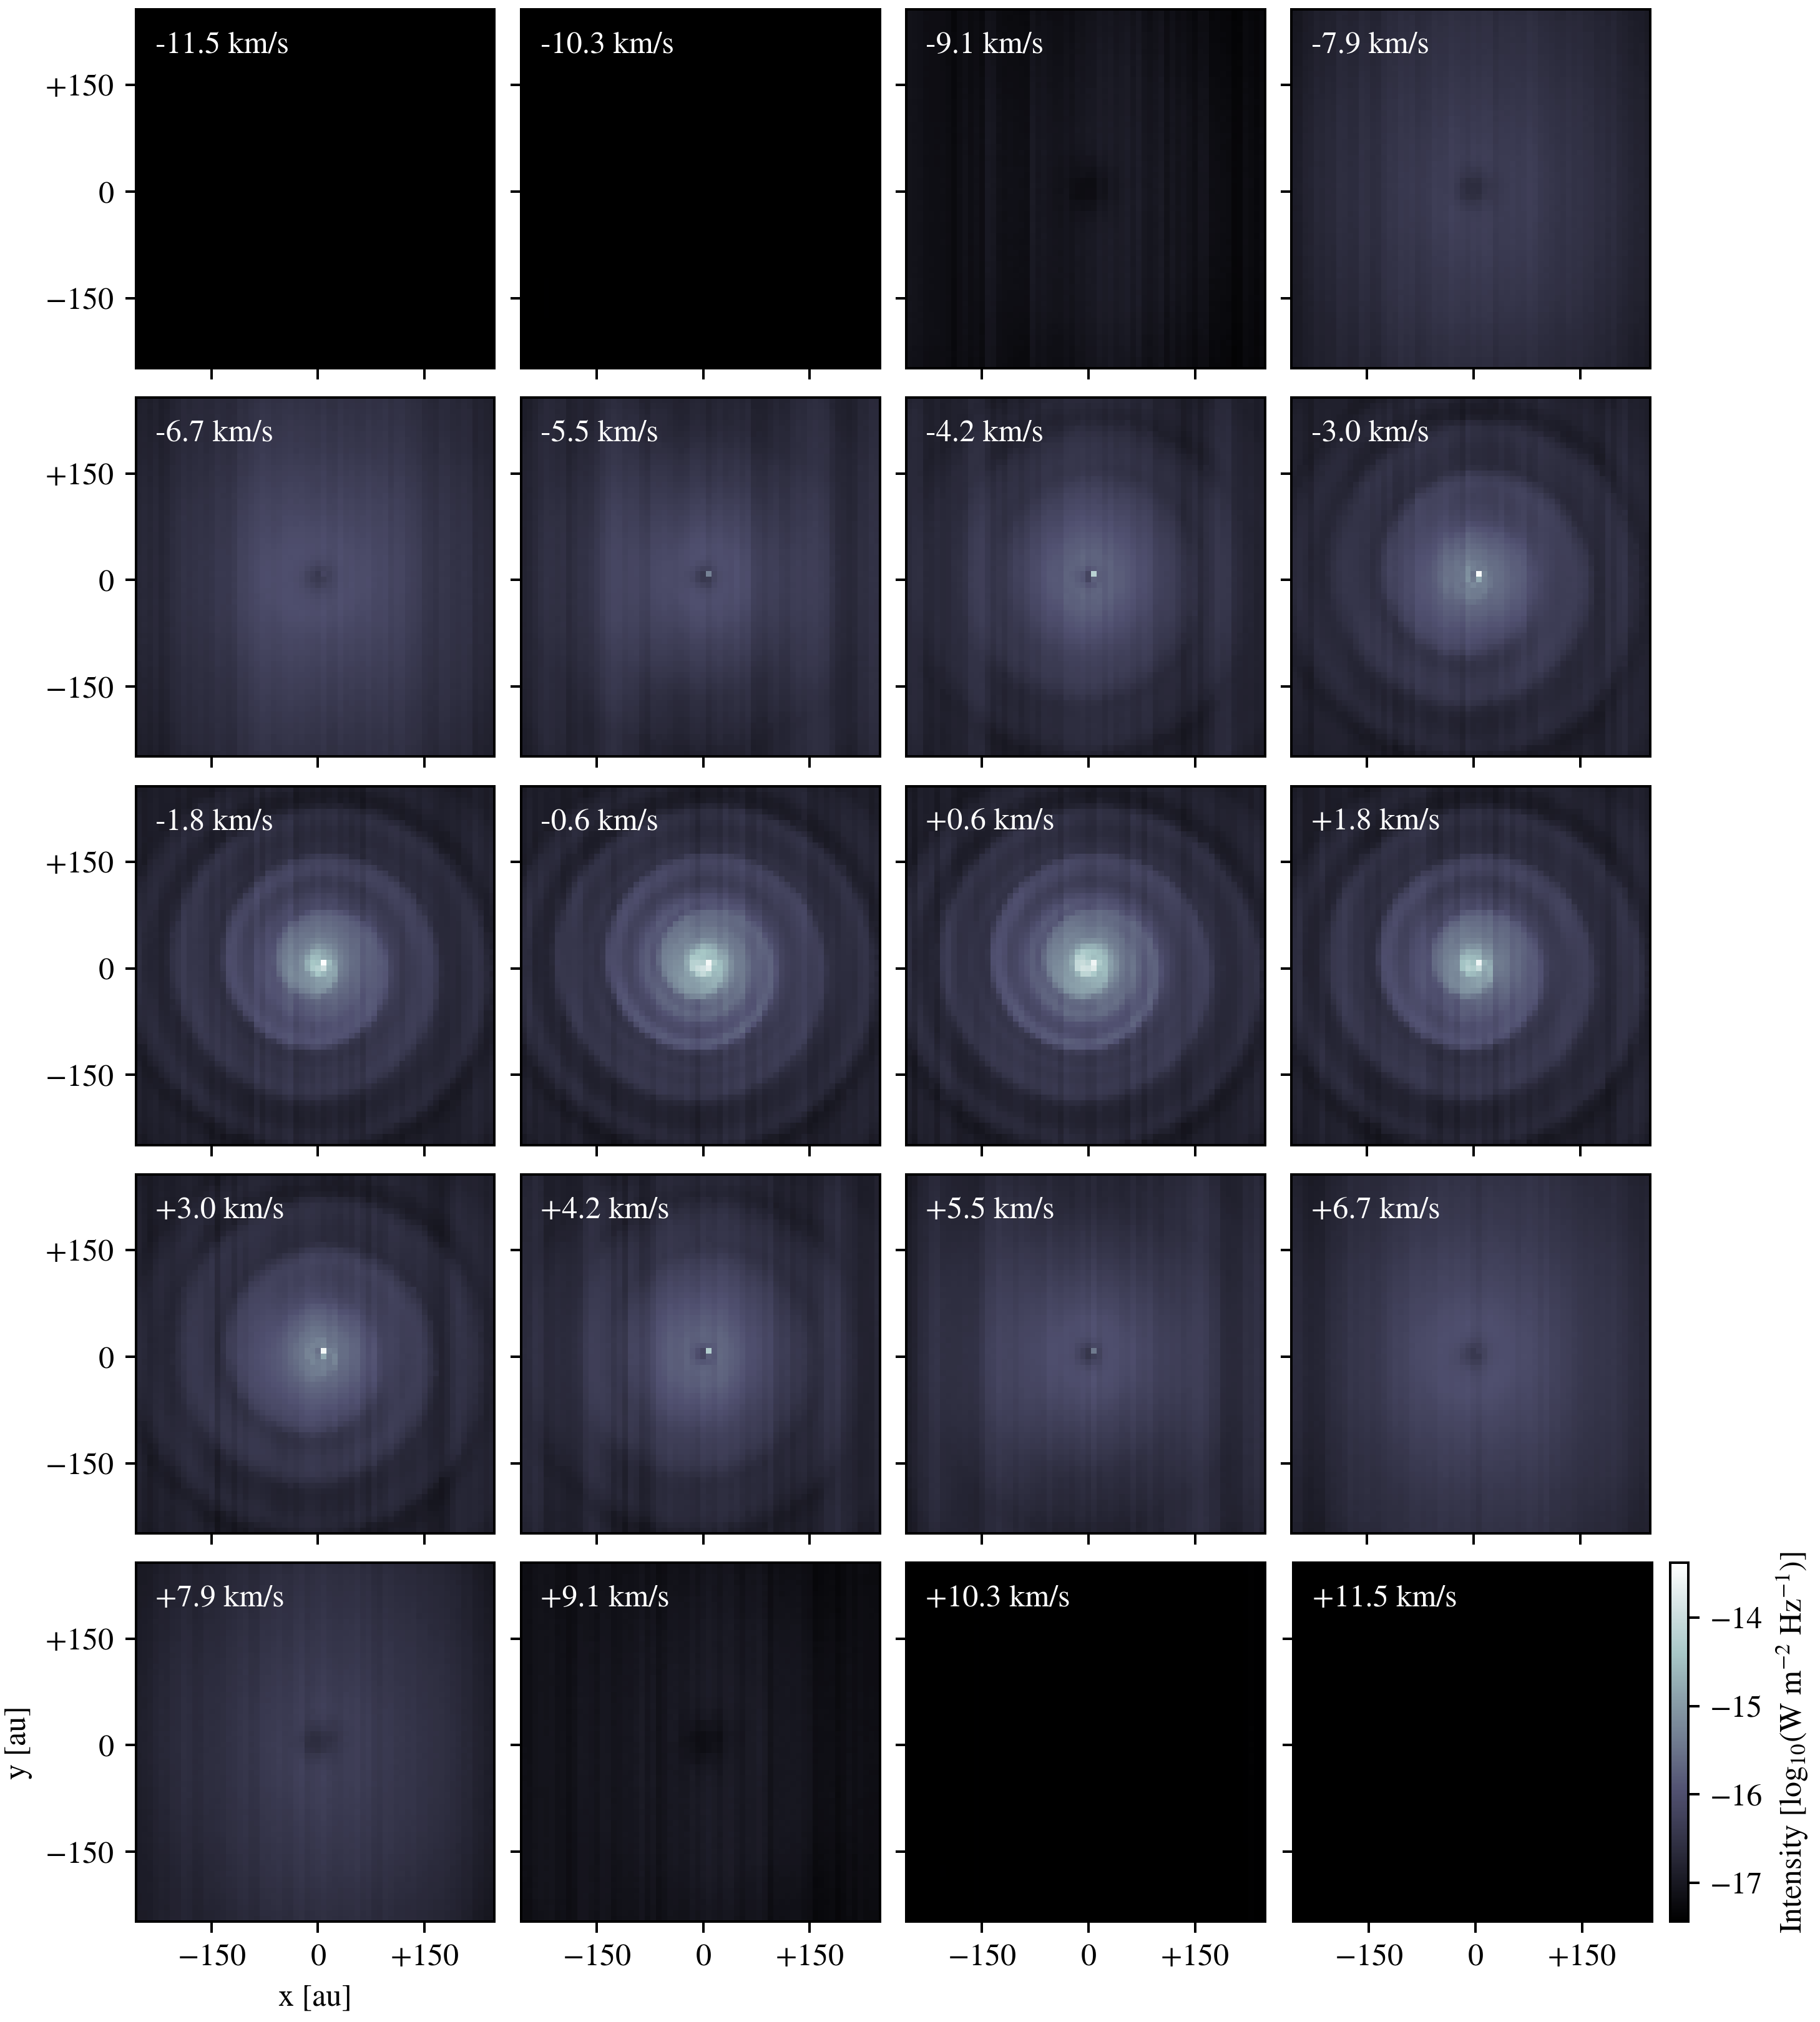 -11.5 km/s
-10.3 km/s
-9.1 km/s
-7.9 km/s
+150
0
−150
-6.7 km/s
-5.5 km/s
-4.2 km/s
-3.0 km/s
+150
0
−150
-1.8 km/s
-0.6 km/s
+0.6 km/s
+1.8 km/s
+150
0
−150
+3.0 km/s
+4.2 km/s
+5.5 km/s
+6.7 km/s
+150
0
−150
+7.9 km/s
+9.1 km/s
+10.3 km/s
+11.5 km/s
+150
0
−150
y [au]
−150 0 +150
−150 0 +150
−150 0 +150
−150 0 +150
x [au]
−14
−15
−16
−17
Intensity [log₁₀(W m⁻² Hz⁻¹)]